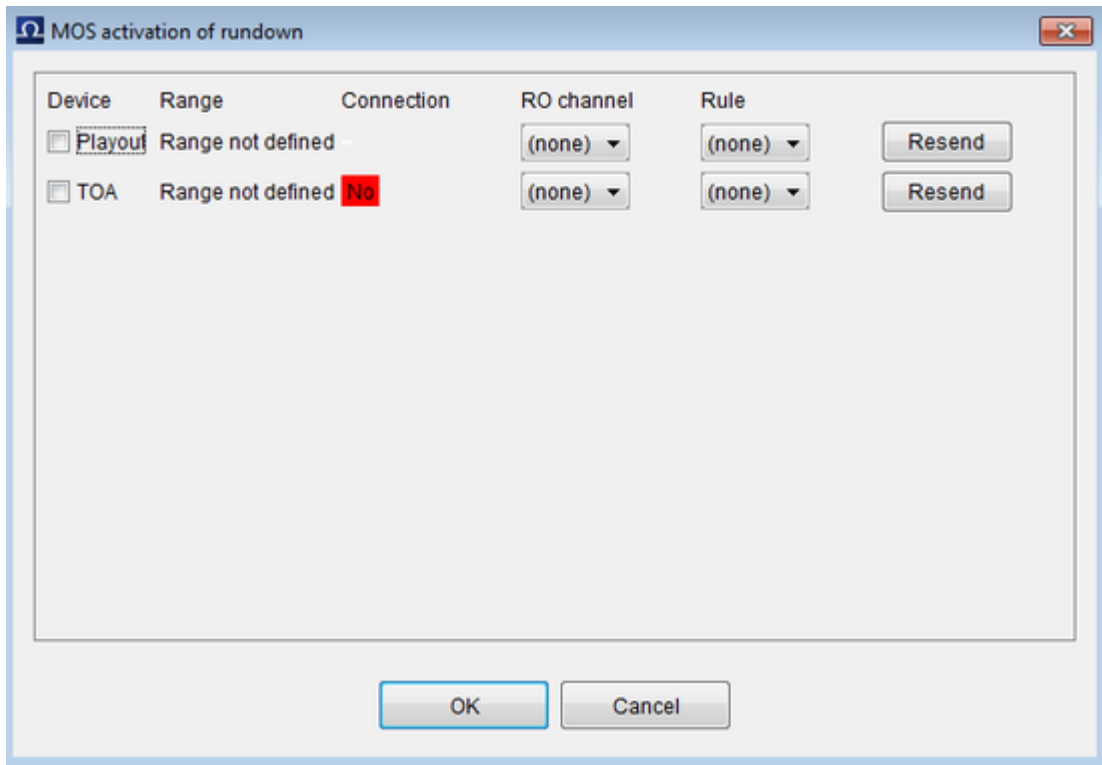 MOS activation of rundown
Device Range Connection RO channel Rule
Playout Range not defined - (none) (none) Resend
TOA Range not defined No (none) (none) Resend
OK Cancel